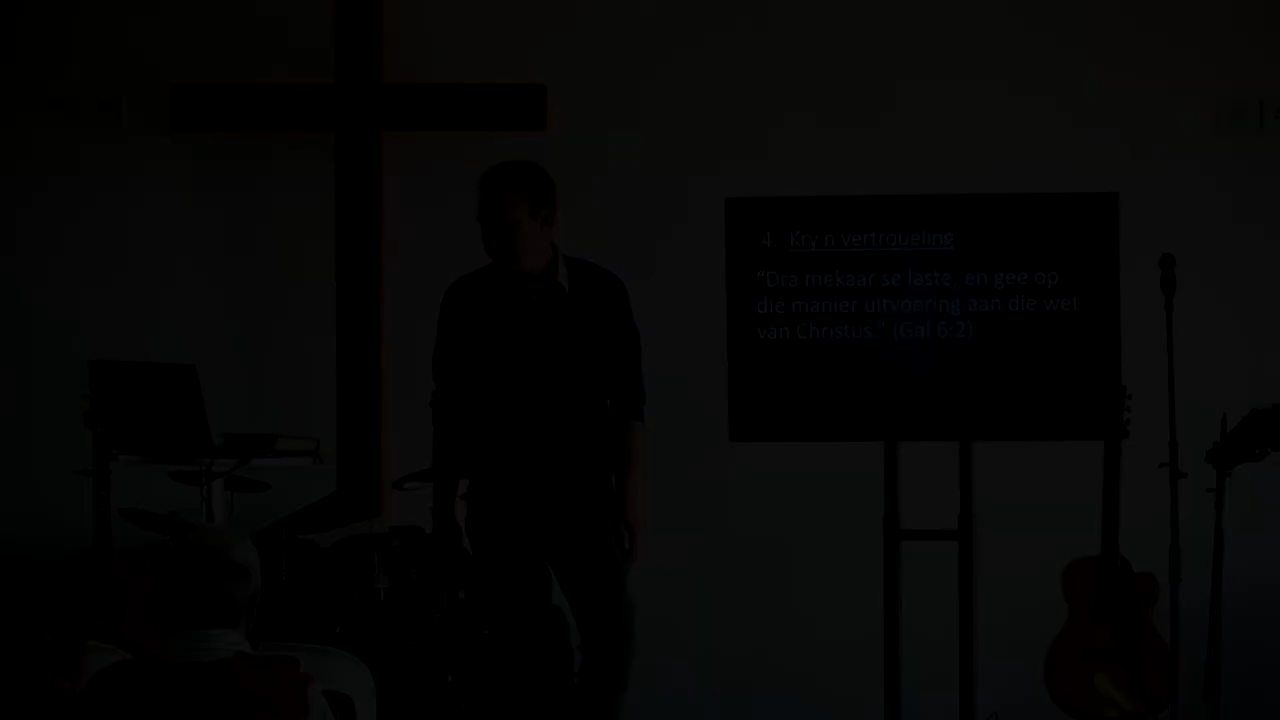 4. Kry 'n vertroueling
“Dra mekaar se laste, en gee op
die manier uitvoering aan die wet
van Christus.” (Gal 6:2)